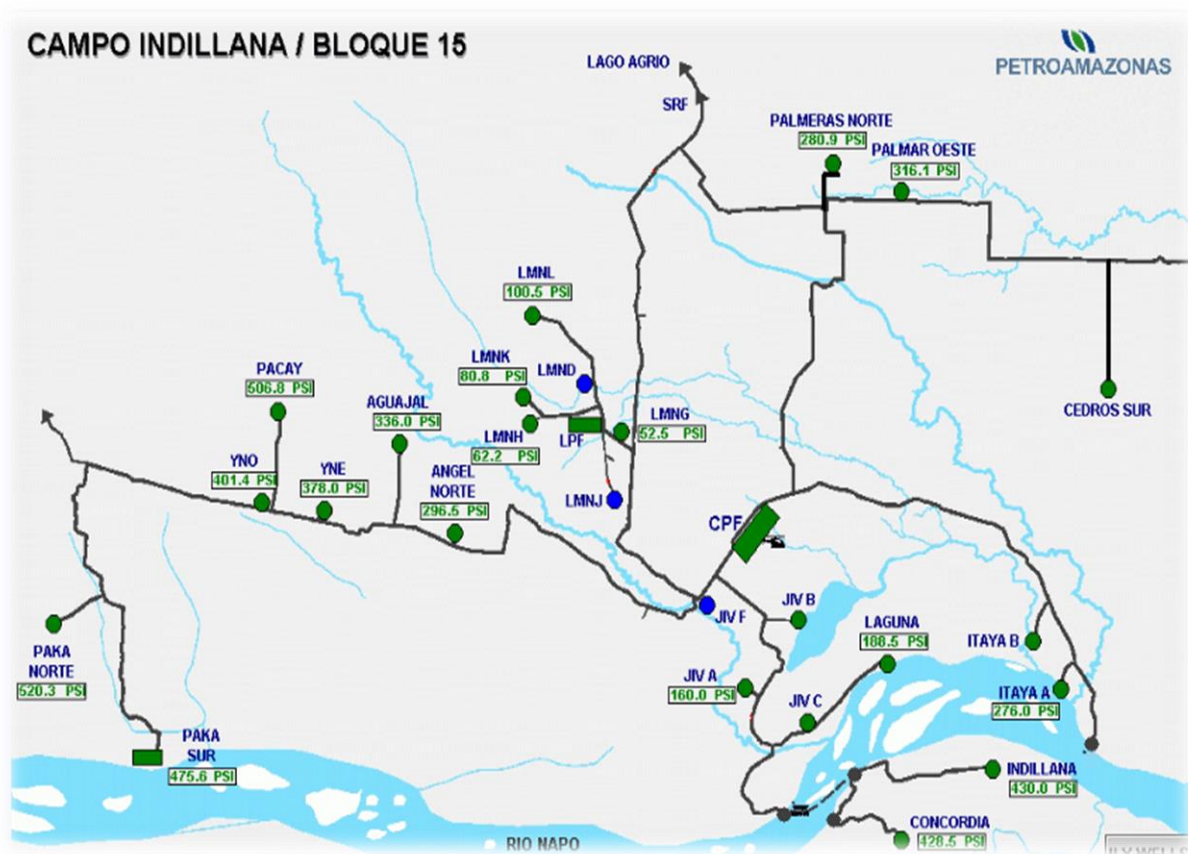 CAMPO INDILLANA / BLOQUE 15
PETROAMAZONAS
LAGO AGRIO
SRF
PALMERAS NORTE
280.9 PSI
PALMAR OESTE
316.1 PSI
LMNL
100.5 PSI
LMNK
80.8 PSI
LMND
PACAY
506.8 PSI
AGUAJAL
336.0 PSI
LMNH
62.2 PSI
LPF
LMNG
52.5 PSI
CEDROS SUR
YNO
401.4 PSI
YNE
378.0 PSI
ANGEL
NORTE
296.5 PSI
LMNJ
CPF
JIV F
JIV B
LAGUNA
188.5 PSI
ITAYA B
PAKA
NORTE
520.3 PSI
JIV A
160.0 PSI
JIV C
ITAYA A
276.0 PSI
PAKA
SUR
475.6 PSI
INDILLANA
430.0 PSI
CONCORDIA
428.5 PSI
RIO NAPO